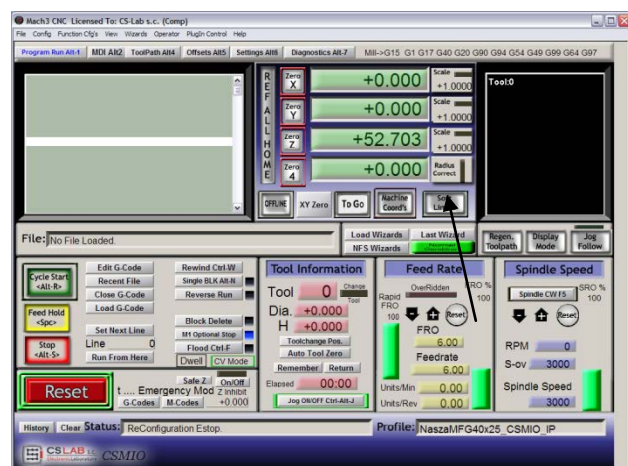 Mach3 CNC Licensed To: CS-Lab s.c. (Comp)
File Config Function Cfg's View Wizards Operator PlugIn Control Help
Program Run Alt-1 MDI Alt2 ToolPath Alt4 Offsets Alt5 Settings Alt6 Diagnostics Alt-7 Mill->G15 G1 G17 G40 G20 G90 G94 G54 G49 G99 G64 G97
REF ALL HOME
Zero X +0.000 Scale +1.0000
Zero Y +0.000 Scale +1.0000
Zero Z +52.703 Scale +1.0000
Zero 4 +0.000 Radius Correct
Tool:0
OFFLINE XY Zero To Go Machine Coord's
File: No File Loaded.
Load Wizards Last Wizard
NFS Wizards
Regen. Toolpath Display Mode Jog Follow
Cycle Start <Alt-R>
Feed Hold <Spc>
Stop <Alt-S>
Edit G-Code
Recent File
Close G-Code
Load G-Code
Set Next Line
Line 0
Run From Here
Rewind Ctrl-W
Single BLK Alt-N
Reverse Run
Block Delete
M1 Optional Stop
Flood Ctrl-F
Dwell CV Mode
Reset
t .... Emergency Mod
G-Codes M-Codes
Safe Z On/Off
Z Inhibit
+0.000
Tool Information
Tool 0 Change Tool
Dia. +0.000
H +0.000
Toolchange Pos.
Auto Tool Zero
Remember Return
Elapsed 00:00
Jog ON/OFF Ctrl-Alt-J
Feed Rate
OverRidden
Rapid FRO 100
FRO % 100
Reset
FRO
6.00
Feedrate
6.00
Units/Min 0.00
Units/Rev 0.00
Spindle Speed
Spindle CW F5
SRO % 100
Reset
RPM 0
S-ov 3000
Spindle Speed
3000
History Clear Status: ReConfiguration Estop.
Profile: NaszaMFG40x25_CSMIO_IP
CSLAB s.c.
CSMIO